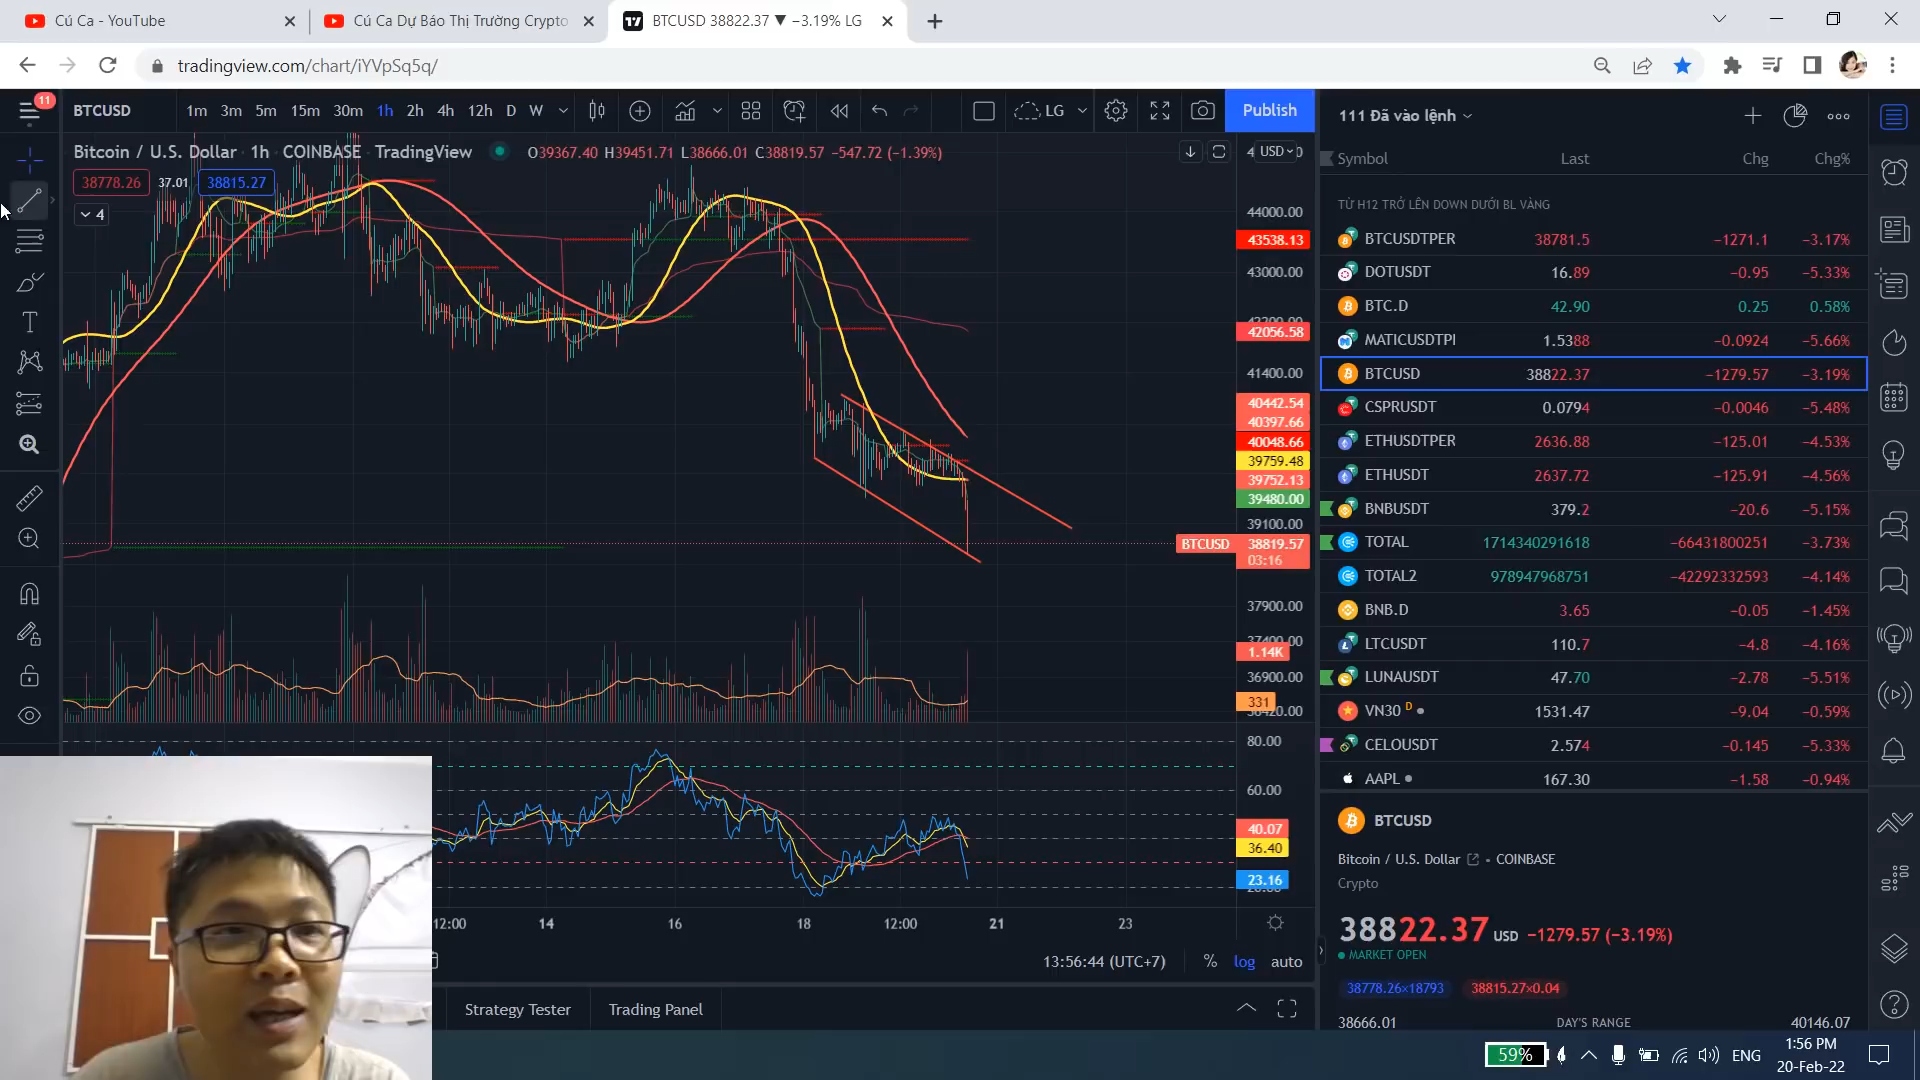 Cú Ca - YouTube
Cú Ca Dự Báo Thị Trường Crypto
BTCUSD 38822.37 ▼ −3.19% LG
tradingview.com/chart/iYVpSq5q/
11
BTCUSD 1m 3m 5m 15m 30m 1h 2h 4h 12h D W LG Publish
Bitcoin / U.S. Dollar · 1h · COINBASE · TradingView O39367.40 H39451.71 L38666.01 C38819.57 −547.72 (−1.39%)
USD
38778.26 37.01 38815.27
4
44000.00
43538.13
43000.00
42056.58
41400.00
40442.54
40397.66
40048.66
39759.48
39752.13
39480.00
39100.00
BTCUSD 38819.57
03:16
37900.00
37400.00
1.14K
36900.00
331
36420.00
80.00
60.00
40.07
36.40
23.16
12:00 14 16 18 12:00 21 23
13:56:44 (UTC+7) % log auto
Strategy Tester Trading Panel
111 Đã vào lệnh
Symbol Last Chg Chg%
TỪ H12 TRỞ LÊN DOWN DƯỚI BL VÀNG
BTCUSDTPER 38781.5 −1271.1 −3.17%
DOTUSDT 16.89 −0.95 −5.33%
BTC.D 42.90 0.25 0.58%
MATICUSDTPI 1.5388 −0.0924 −5.66%
BTCUSD 38822.37 −1279.57 −3.19%
CSPRUSDT 0.0794 −0.0046 −5.48%
ETHUSDTPER 2636.88 −125.01 −4.53%
ETHUSDT 2637.72 −125.91 −4.56%
BNBUSDT 379.2 −20.6 −5.15%
TOTAL 1714340291618 −66431800251 −3.73%
TOTAL2 978947968751 −42292332593 −4.14%
BNB.D 3.65 −0.05 −1.45%
LTCUSDT 110.7 −4.8 −4.16%
LUNAUSDT 47.70 −2.78 −5.51%
VN30 D 1531.47 −9.04 −0.59%
CELOUSDT 2.574 −0.145 −5.33%
AAPL 167.30 −1.58 −0.94%
BTCUSD
Bitcoin / U.S. Dollar · COINBASE
Crypto
38822.37 USD −1279.57 (−3.19%)
MARKET OPEN
38778.26×18793 38815.27×0.04
38666.01 DAY'S RANGE 40146.07
59% ENG 1:56 PM
20-Feb-22